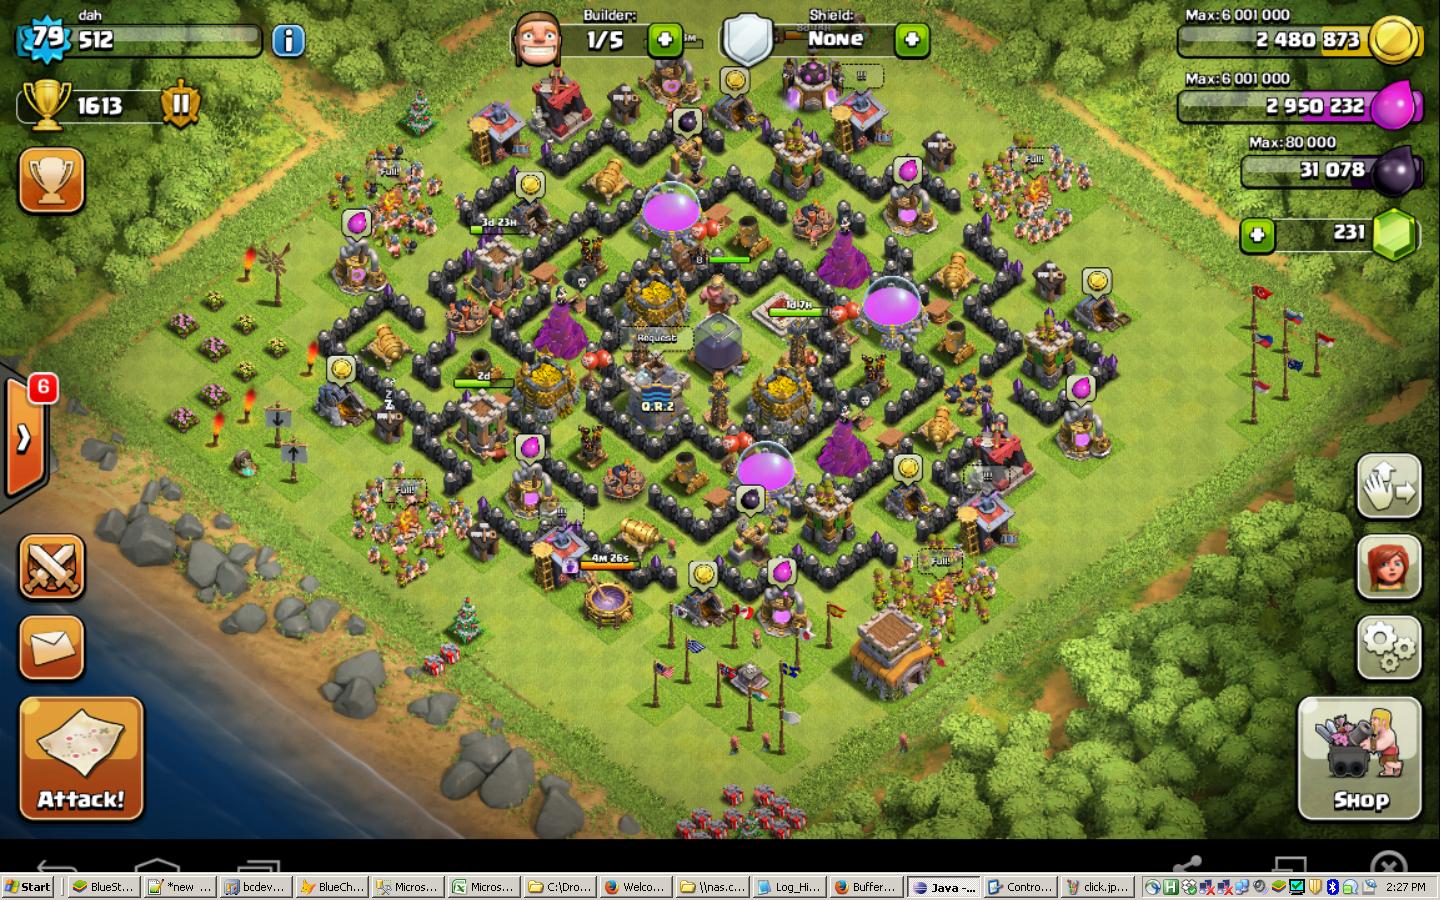 dah
79
512
i
Builder:
1/5
Shield:
None
Max: 6 001 000
2 480 873
Max: 6 001 000
2 950 232
Max: 80 000
31 078
231
1613
II
Full!
Full!
3d 23H
8
1d 7H
Request
2d
Q.R.2
6
Z
Z
Full!
4M 26s
Full!
Attack!
Shop
Start
BlueSt...
*new ...
bcdev...
BlueCh...
Micros...
Micros...
C:\Dro...
Welco...
\\nas.c...
Log_Hi...
Buffer...
Java -...
Contro...
click.jp...
2:27 PM